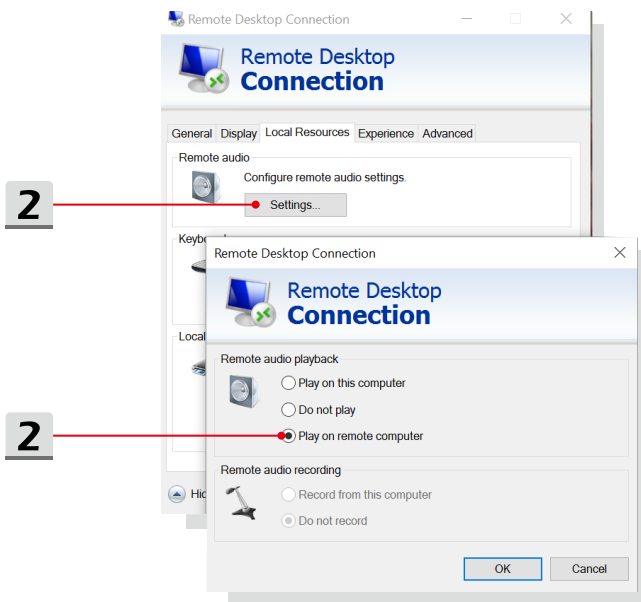 Remote Desktop Connection
Remote Desktop
Connection
General Display Local Resources Experience Advanced
Remote audio
Configure remote audio settings.
2
Settings...
Remote Desktop Connection
Remote Desktop
Connection
Local
Remote audio playback
Play on this computer
Do not play
2
Play on remote computer
Remote audio recording
Record from this computer
Do not record
OK Cancel